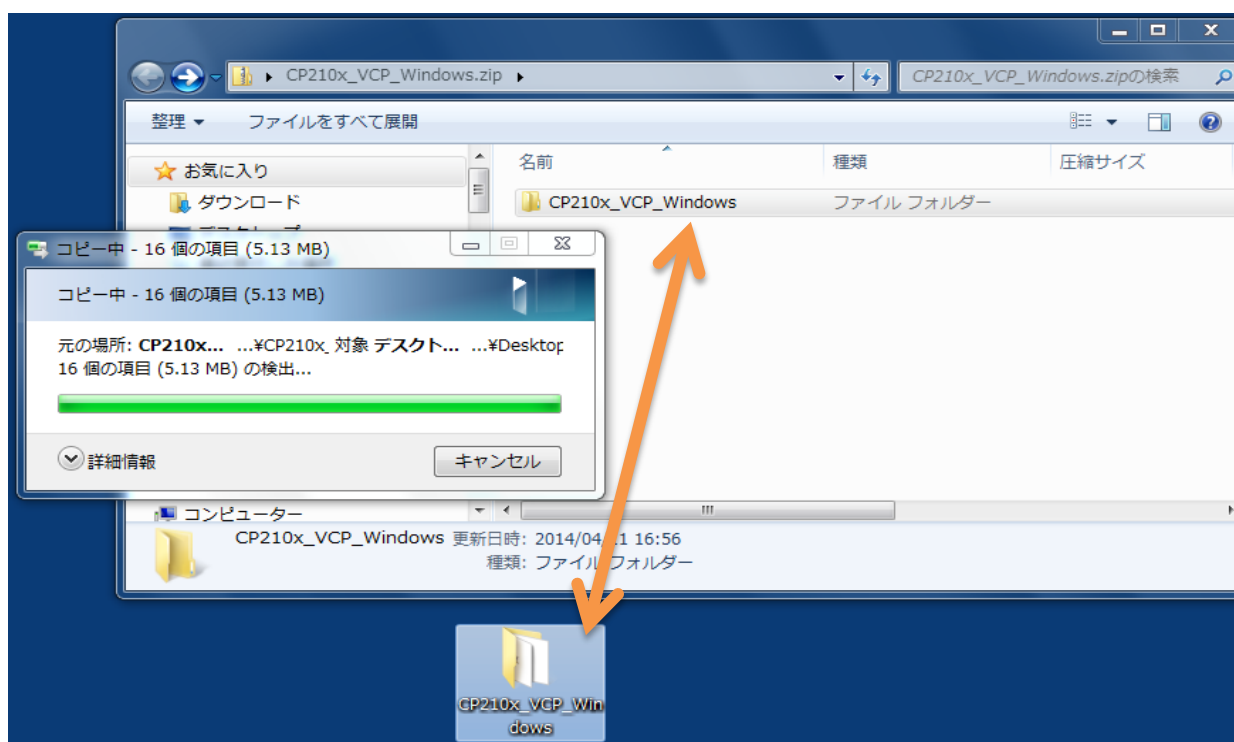 CP210x_VCP_Windows.zip
CP210x_VCP_Windows.zipの検索
整理 ファイルをすべて展開
お気に入り
ダウンロード
名前 種類 圧縮サイズ
CP210x_VCP_Windows ファイル フォルダー
コピー中 - 16 個の項目 (5.13 MB)
コピー中 - 16 個の項目 (5.13 MB)
元の場所: CP210x... ...¥CP210x_ 対象 デスクト... ...¥Desktop
16 個の項目 (5.13 MB) の検出...
詳細情報 キャンセル
コンピューター
CP210x_VCP_Windows 更新日時: 2014/04/ 1 16:56
種類: ファイル フォルダー
CP210x_VCP_Win
dows